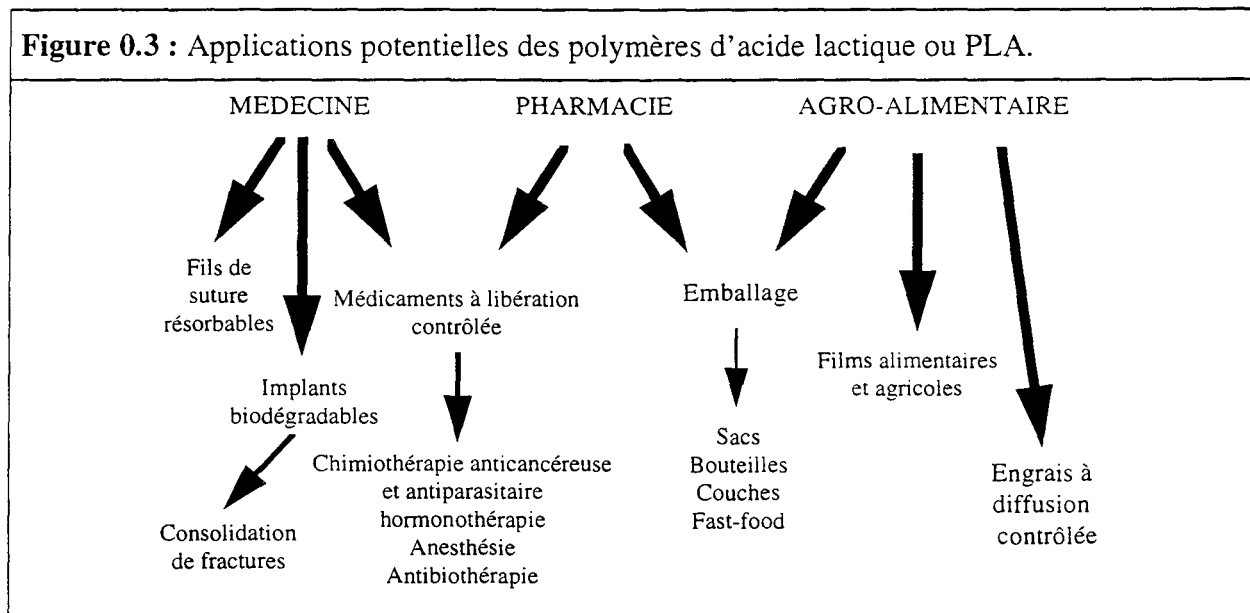 Figure 0.3 : Applications potentielles des polymères d'acide lactique ou PLA.
MEDECINE
PHARMACIE
AGRO-ALIMENTAIRE
Fils de
suture
résorbables
Médicaments à libération
contrôlée
Emballage
Films alimentaires
et agricoles
Implants
biodégradables
Chimiothérapie anticancéreuse
et antiparasitaire
hormonothérapie
Anesthésie
Antibiothérapie
Sacs
Bouteilles
Couches
Fast-food
Engrais à
diffusion
contrôlée
Consolidation
de fractures